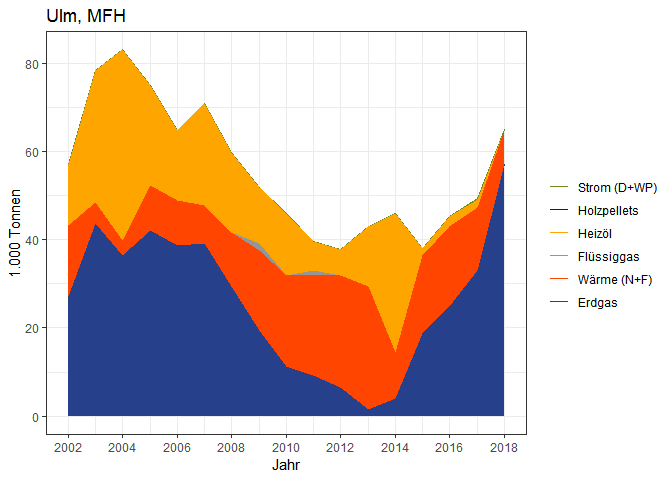 Ulm, MFH
80
60
40
20
0
1.000 Tonnen
2002 2004 2006 2008 2010 2012 2014 2016 2018
Jahr
Strom (D+WP)
Holzpellets
Heizöl
Flüssiggas
Wärme (N+F)
Erdgas